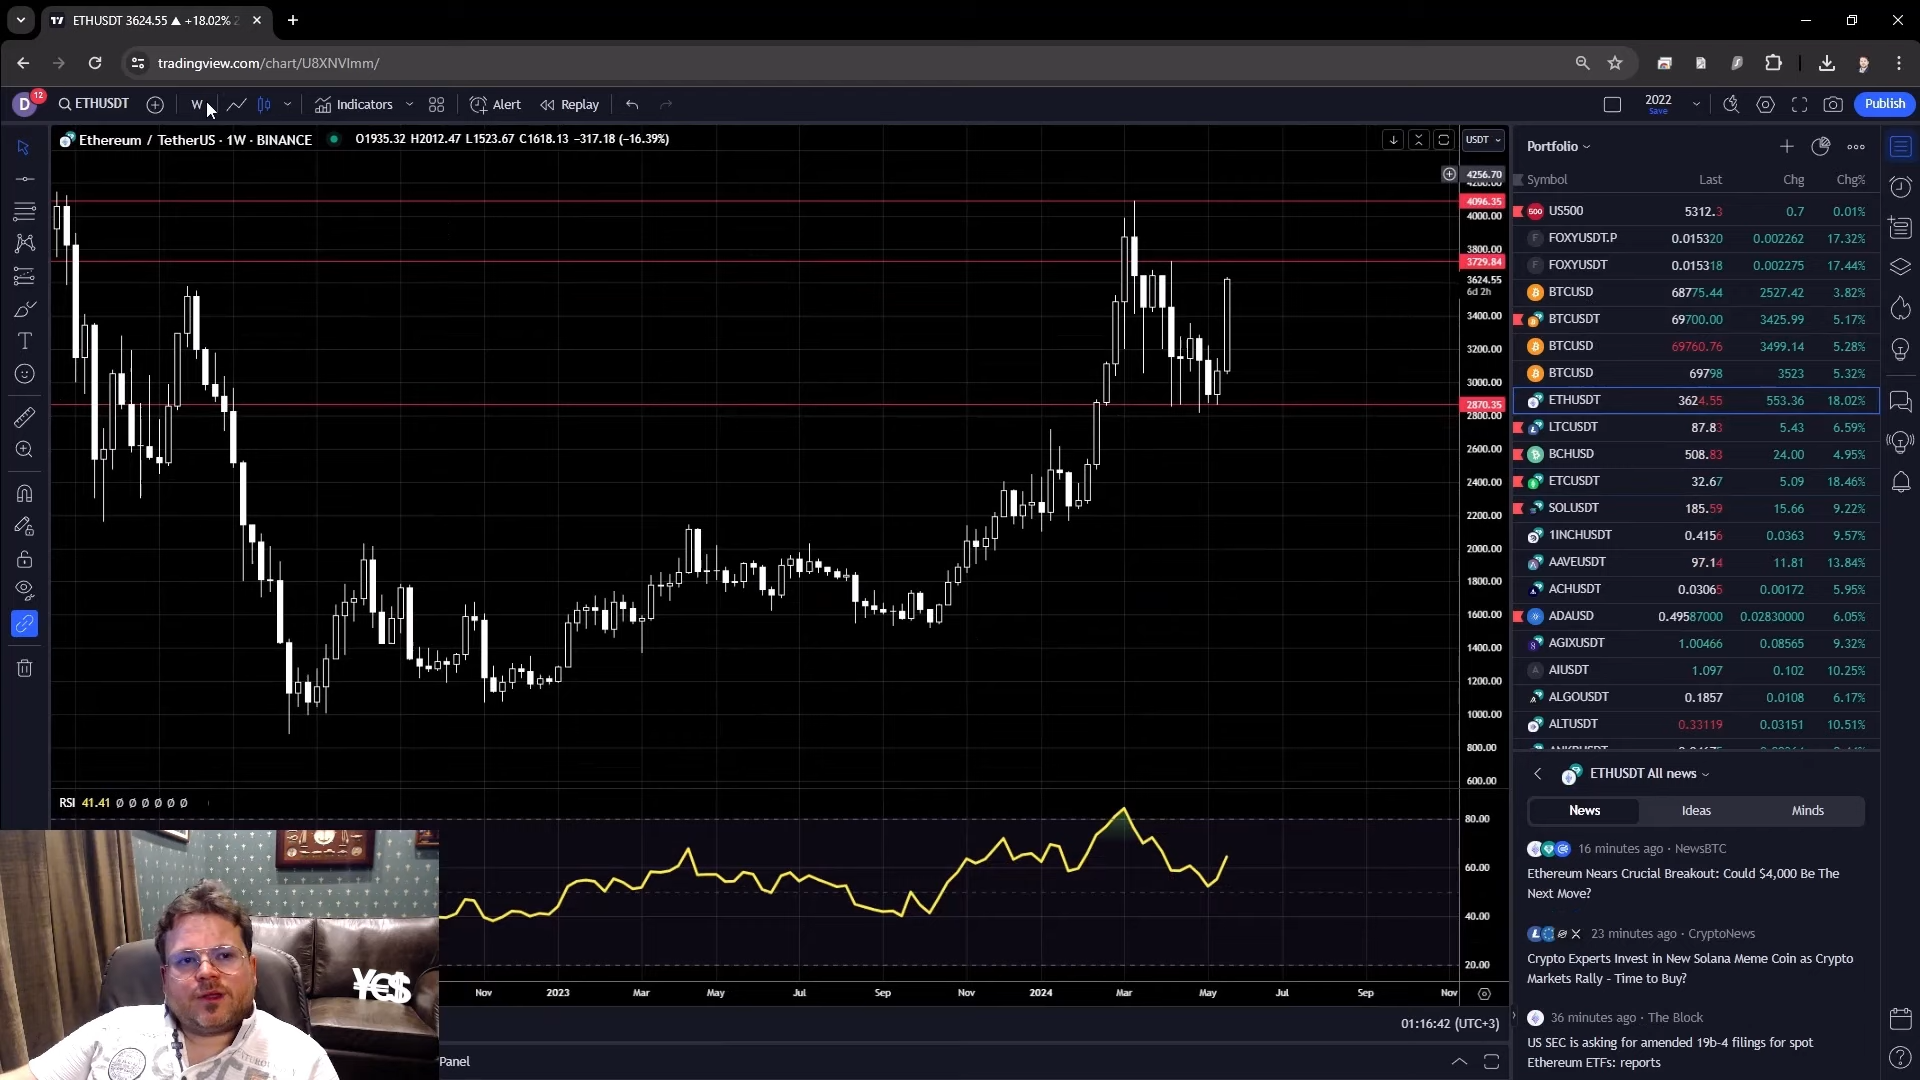 ETHUSDT 3624.55 ▲ +18.02%
tradingview.com/chart/U8XNVImm/
D 12 ETHUSDT W Indicators Alert Replay 2022 Save Publish
Ethereum / TetherUS · 1W · BINANCE O1935.32 H2012.47 L1523.67 C1618.13 −317.18 (−16.39%) USDT
4256.70
4096.35
4000.00
3800.00
3729.84
3624.55
6d 2h
3400.00
3200.00
3000.00
2870.35
2800.00
2600.00
2400.00
2200.00
2000.00
1800.00
1600.00
1400.00
1200.00
1000.00
800.00
600.00
RSI 41.41 Ø Ø Ø Ø Ø Ø
80.00
60.00
40.00
20.00
Nov 2023 Mar May Jul Sep Nov 2024 Mar May Jul Sep Nov
01:16:42 (UTC+3)
Panel
¥€$
Portfolio
Symbol Last Chg Chg%
500 US500 5312.3 0.7 0.01%
FOXYUSDT.P 0.015320 0.002262 17.32%
FOXYUSDT 0.015318 0.002275 17.44%
BTCUSD 68775.44 2527.42 3.82%
BTCUSDT 69700.00 3425.99 5.17%
BTCUSD 69760.76 3499.14 5.28%
BTCUSD 69798 3523 5.32%
ETHUSDT 3624.55 553.36 18.02%
LTCUSDT 87.83 5.43 6.59%
BCHUSD 508.83 24.00 4.95%
ETCUSDT 32.67 5.09 18.46%
SOLUSDT 185.59 15.66 9.22%
1INCHUSDT 0.4156 0.0363 9.57%
AAVEUSDT 97.14 11.81 13.84%
ACHUSDT 0.03065 0.00172 5.95%
ADAUSD 0.49587000 0.02830000 6.05%
AGIXUSDT 1.00466 0.08565 9.32%
AIUSDT 1.097 0.102 10.25%
ALGOUSDT 0.1857 0.0108 6.17%
ALTUSDT 0.33119 0.03151 10.51%
ETHUSDT All news
News Ideas Minds
16 minutes ago · NewsBTC
Ethereum Nears Crucial Breakout: Could $4,000 Be The
Next Move?
23 minutes ago · CryptoNews
Crypto Experts Invest in New Solana Meme Coin as Crypto
Markets Rally - Time to Buy?
36 minutes ago · The Block
US SEC is asking for amended 19b-4 filings for spot
Ethereum ETFs: reports